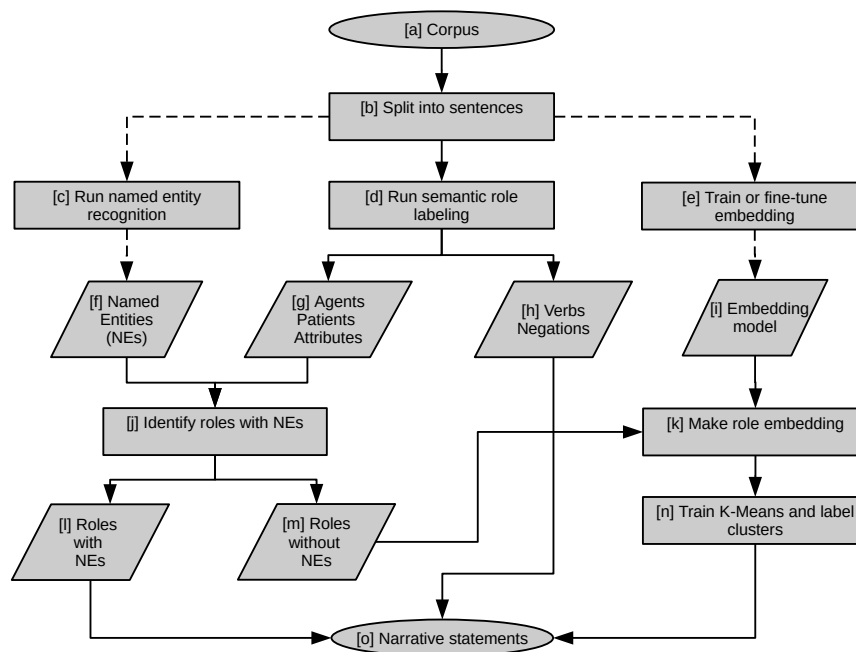 [a] Corpus
[b] Split into sentences
[c] Run named entity
recognition
[d] Run semantic role
labeling
[e] Train or fine-tune
embedding
[f] Named
Entities
(NEs)
[g] Agents
Patients
Attributes
[h] Verbs
Negations
[i] Embedding
model
[j] Identify roles with NEs
[k] Make role embedding
[l] Roles
with
NEs
[m] Roles
without
NEs
[n] Train K-Means and label
clusters
[o] Narrative statements